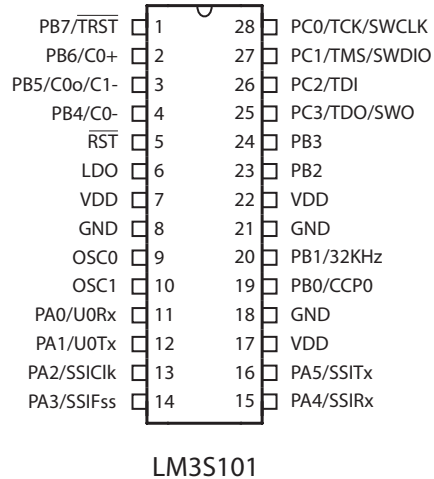 PB7/TRST 1 28 PC0/TCK/SWCLK
PB6/C0+ 2 27 PC1/TMS/SWDIO
PB5/C0o/C1- 3 26 PC2/TDI
PB4/C0- 4 25 PC3/TDO/SWO
RST 5 24 PB3
LDO 6 23 PB2
VDD 7 22 VDD
GND 8 21 GND
OSC0 9 20 PB1/32KHz
OSC1 10 19 PB0/CCP0
PA0/U0Rx 11 18 GND
PA1/U0Tx 12 17 VDD
PA2/SSIClk 13 16 PA5/SSITx
PA3/SSIFss 14 15 PA4/SSIRx
LM3S101